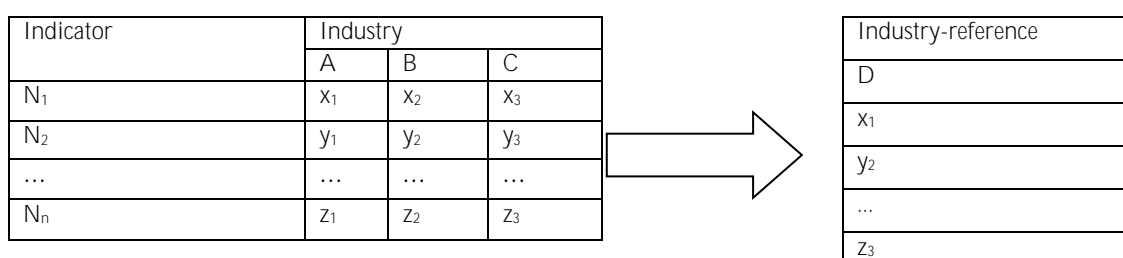 Indicator Industry
A B C
N₁ x₁ x₂ x₃
N₂ y₁ y₂ y₃
... ... ... ...
Nₙ z₁ z₂ z₃
Industry-reference
D
x₁
y₂
...
z₃